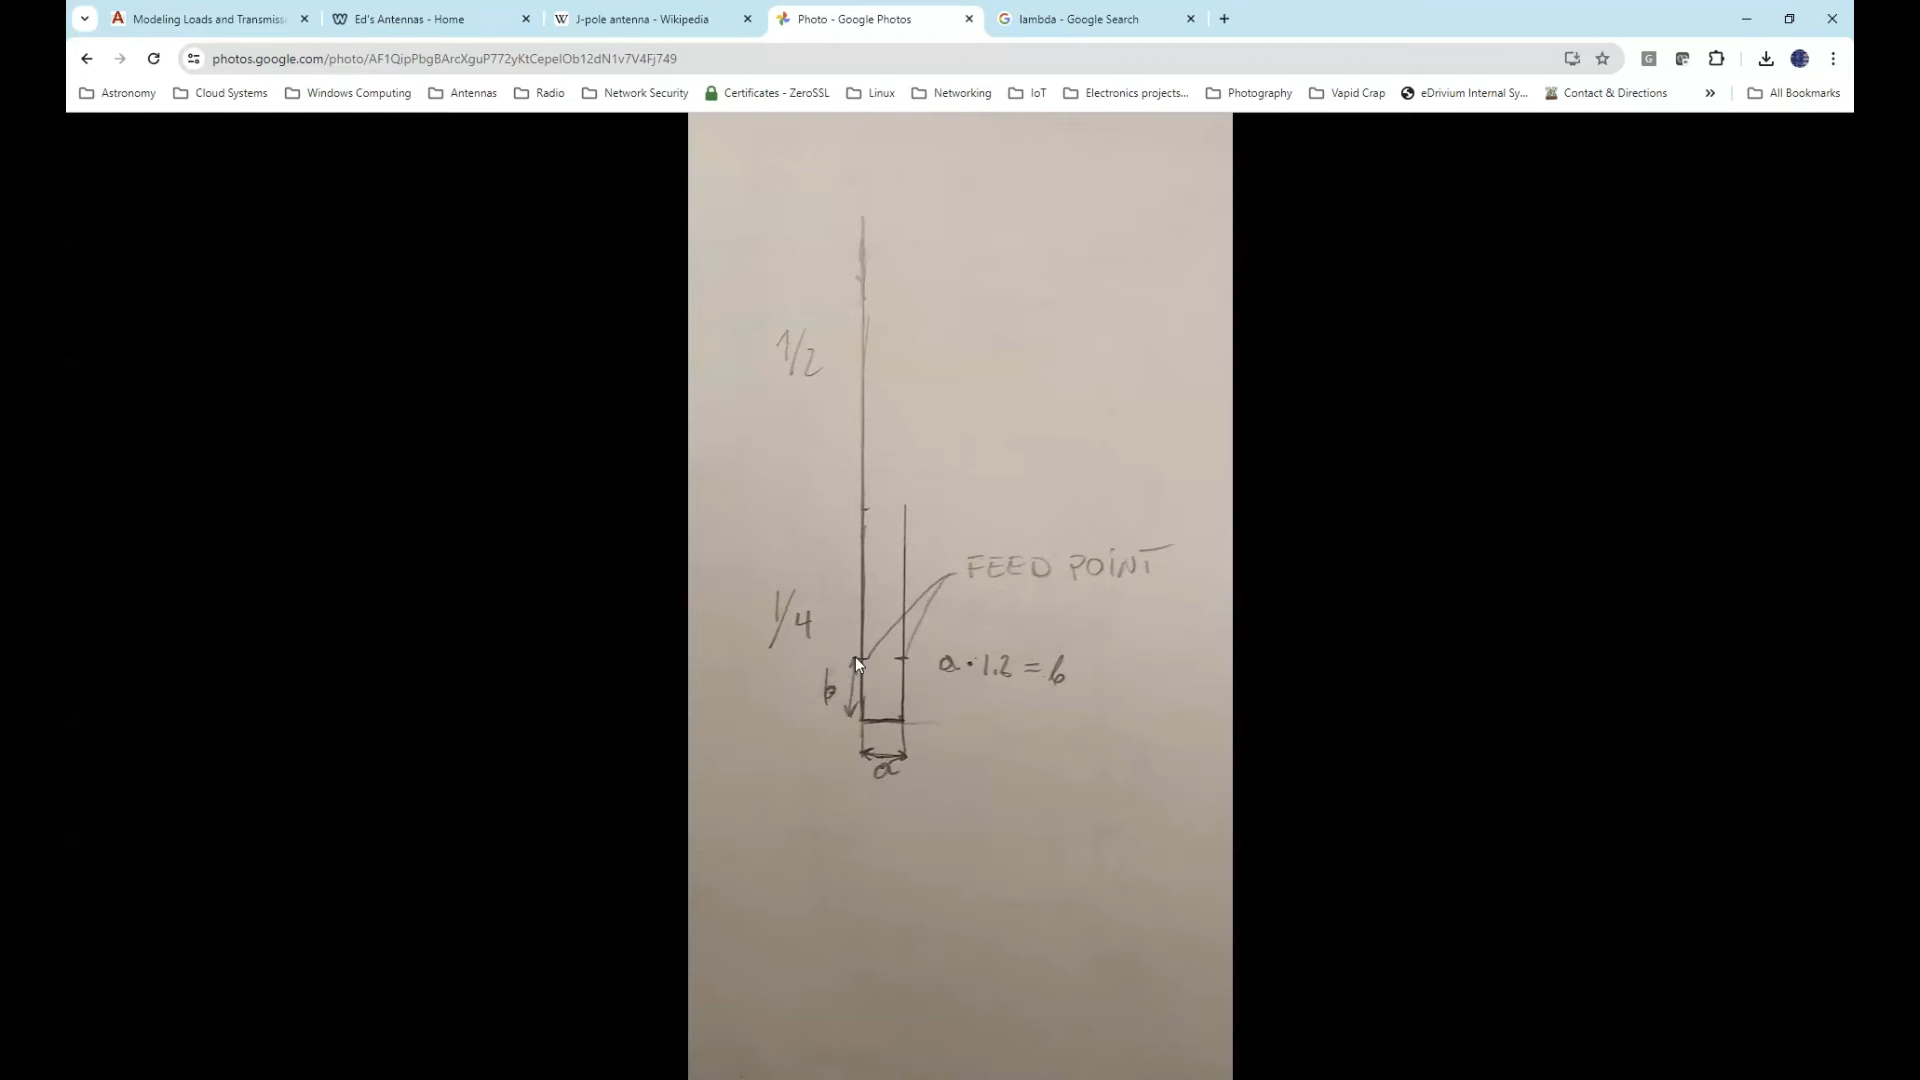 Modeling Loads and Transmiss
Ed's Antennas - Home
J-pole antenna - Wikipedia
Photo - Google Photos
lambda - Google Search
photos.google.com/photo/AF1QipPbgBArcXguP772yKtCepelOb12dN1v7V4Fj749
Astronomy
Cloud Systems
Windows Computing
Antennas
Radio
Network Security
Certificates - ZeroSSL
Linux
Networking
IoT
Electronics projects...
Photography
Vapid Crap
eDrivium Internal Sy...
Contact & Directions
All Bookmarks
1/2
FEED POINT
1/4
b
a